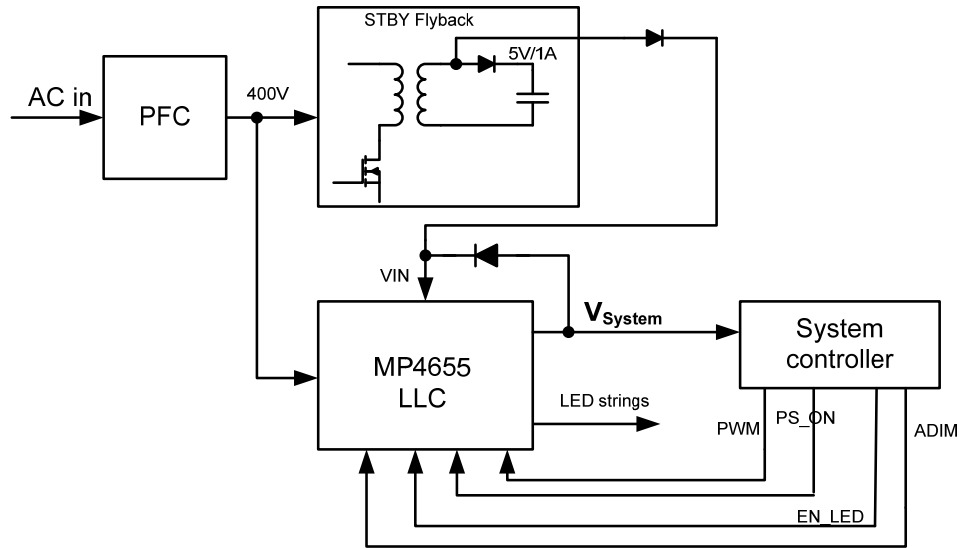 STBY Flyback
5V/1A
AC in
PFC
400V
VIN
VSystem
MP4655
LLC
System
controller
LED strings
PWM
PS_ON
ADIM
EN_LED